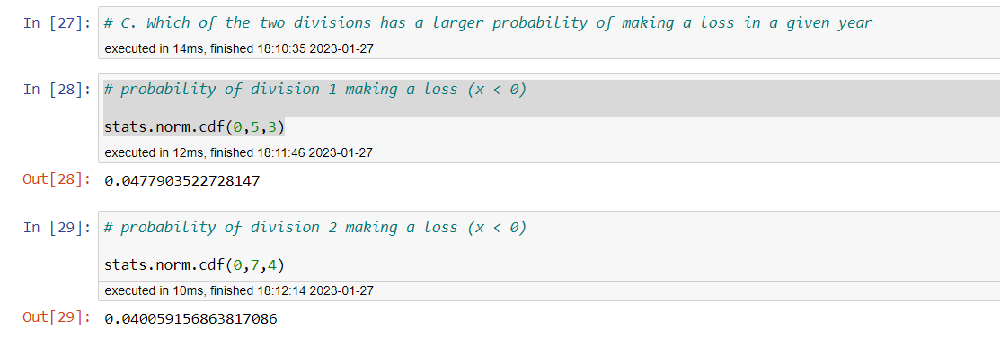 In [27]: # C. Which of the two divisions has a larger probability of making a loss in a given year
executed in 14ms, finished 18:10:35 2023-01-27
In [28]: # probability of division 1 making a loss (x < 0)
stats.norm.cdf(0,5,3)
executed in 12ms, finished 18:11:46 2023-01-27
Out[28]: 0.0477903522728147
In [29]: # probability of division 2 making a loss (x < 0)
stats.norm.cdf(0,7,4)
executed in 10ms, finished 18:12:14 2023-01-27
Out[29]: 0.040059156863817086